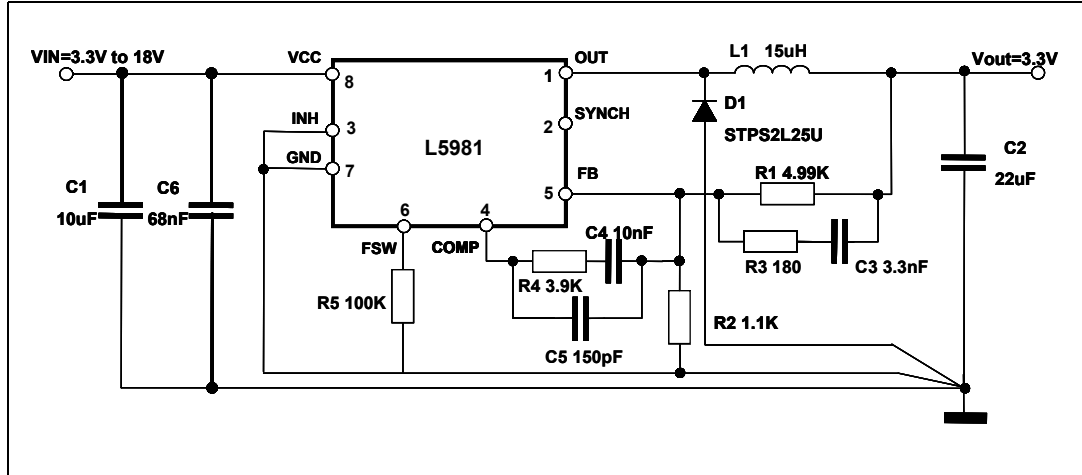 VIN=3.3V to 18V
VCC
8
INH
3
GND
7
L5981
1
OUT
2
SYNCH
5
FB
6
FSW
4
COMP
L1 15uH
Vout=3.3V
D1
STPS2L25U
C1
10uF
C6
68nF
C2
22uF
R1 4.99K
R3 180
C3 3.3nF
C4 10nF
R4 3.9K
C5 150pF
R5 100K
R2 1.1K